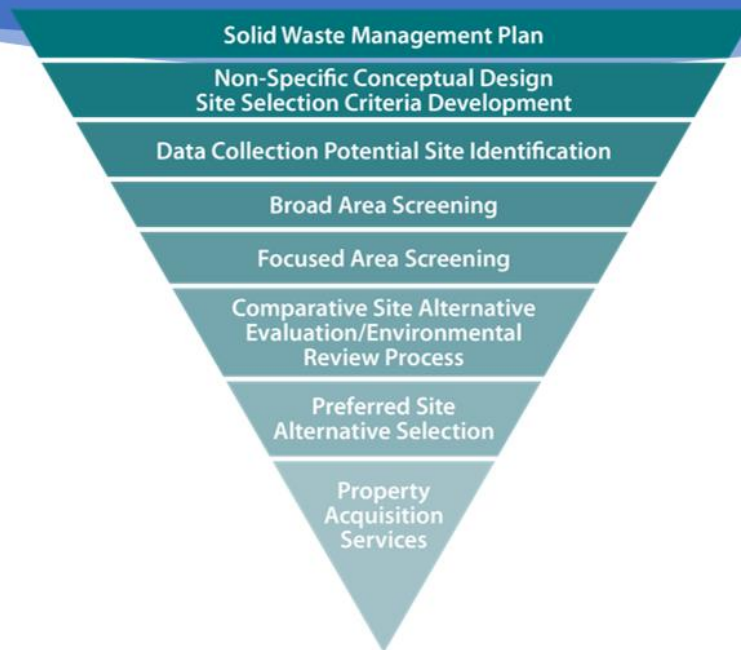 Solid Waste Management Plan
Non-Specific Conceptual Design
Site Selection Criteria Development
Data Collection Potential Site Identification
Broad Area Screening
Focused Area Screening
Comparative Site Alternative
Evaluation/Environmental
Review Process
Preferred Site
Alternative Selection
Property
Acquisition
Services